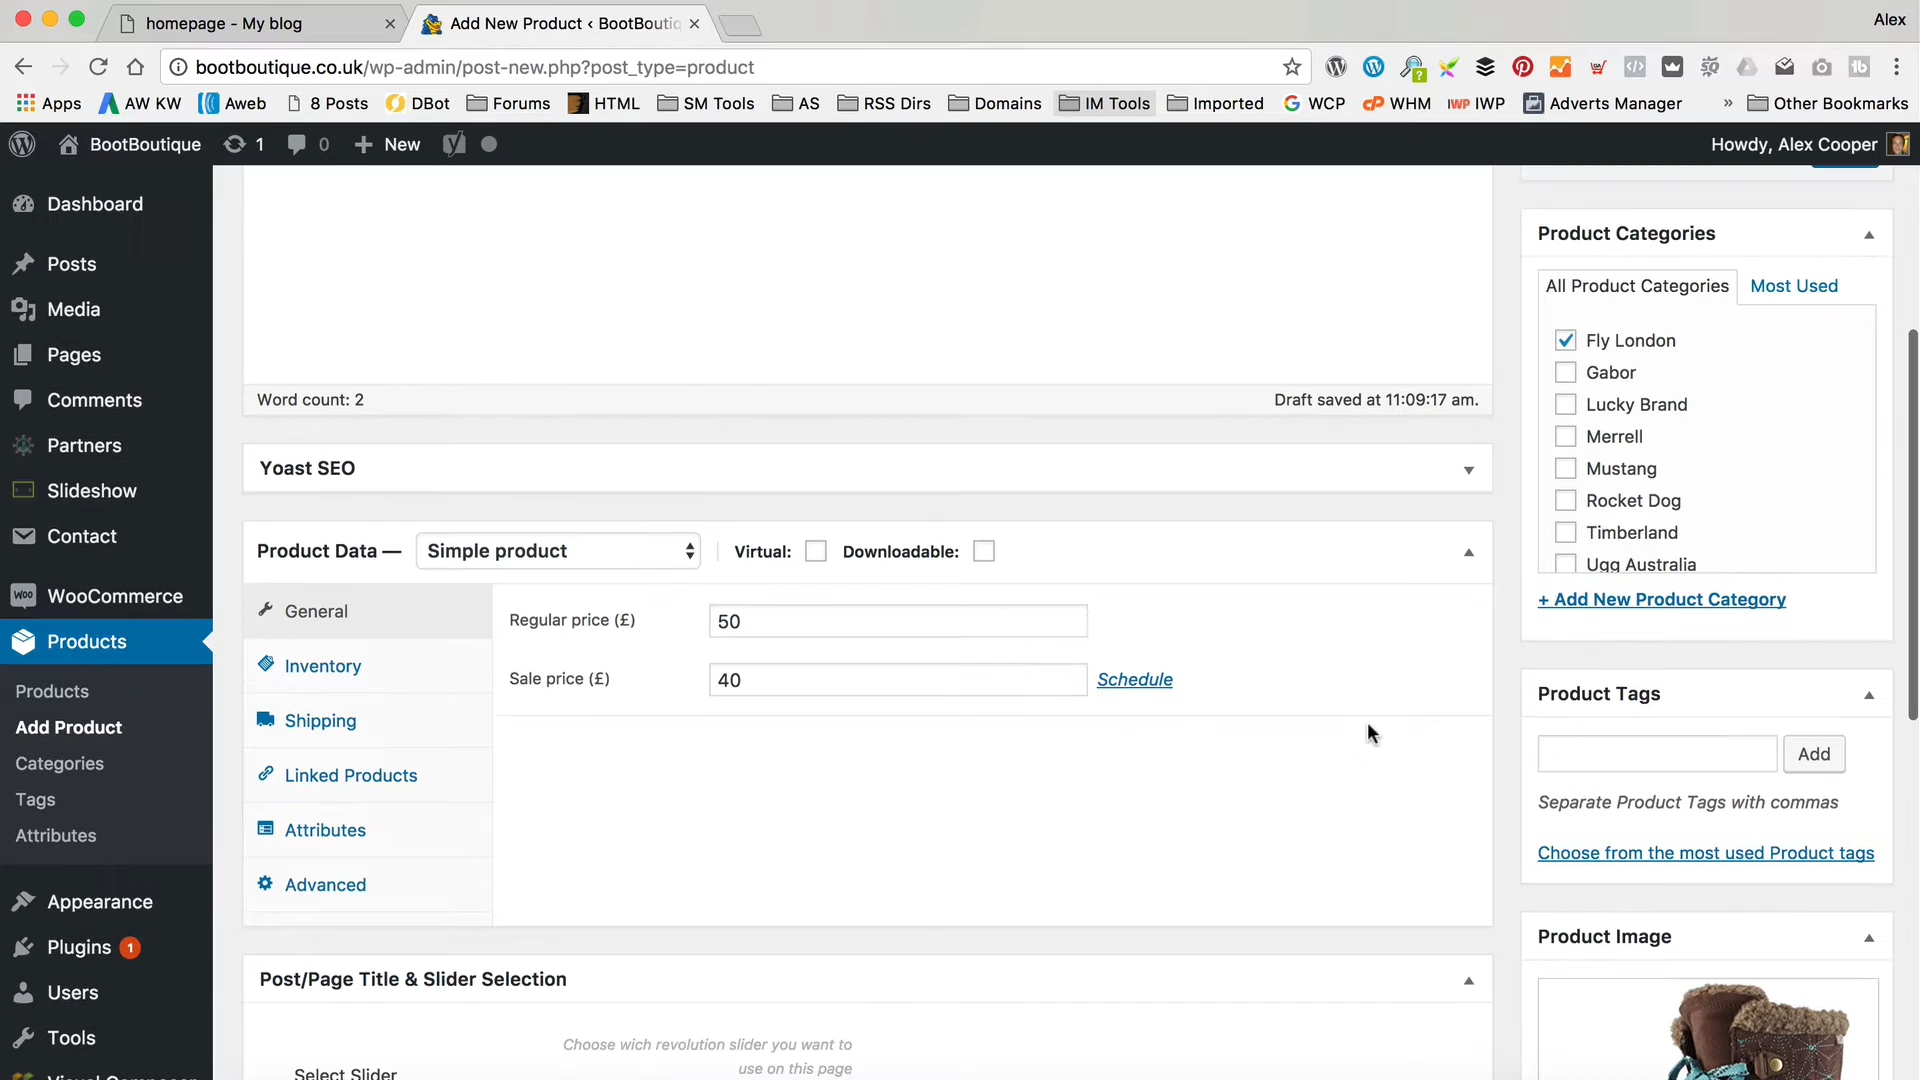 homepage - My blog
Add New Product ‹ BootBoutiq
Alex
bootboutique.co.uk/wp-admin/post-new.php?post_type=product
Apps
AW KW
Aweb
8 Posts
DBot
Forums
HTML
SM Tools
AS
RSS Dirs
Domains
IM Tools
Imported
WCP
WHM
IWP
Adverts Manager
»
Other Bookmarks
BootBoutique
1
0
New
Howdy, Alex Cooper
Dashboard
Posts
Media
Pages
Comments
Partners
Slideshow
Contact
WooCommerce
Products
Products
Add Product
Categories
Tags
Attributes
Appearance
Plugins 1
Users
Tools
Word count: 2
Draft saved at 11:09:17 am.
Yoast SEO
Product Data —
Simple product
Virtual:
Downloadable:
General
Inventory
Shipping
Linked Products
Attributes
Advanced
Regular price (£)
50
Sale price (£)
40
Schedule
Post/Page Title & Slider Selection
Choose wich revolution slider you want to
use on this page
Select Slider
Product Categories
All Product Categories
Most Used
Fly London
Gabor
Lucky Brand
Merrell
Mustang
Rocket Dog
Timberland
Ugg Australia
+ Add New Product Category
Product Tags
Add
Separate Product Tags with commas
Choose from the most used Product tags
Product Image